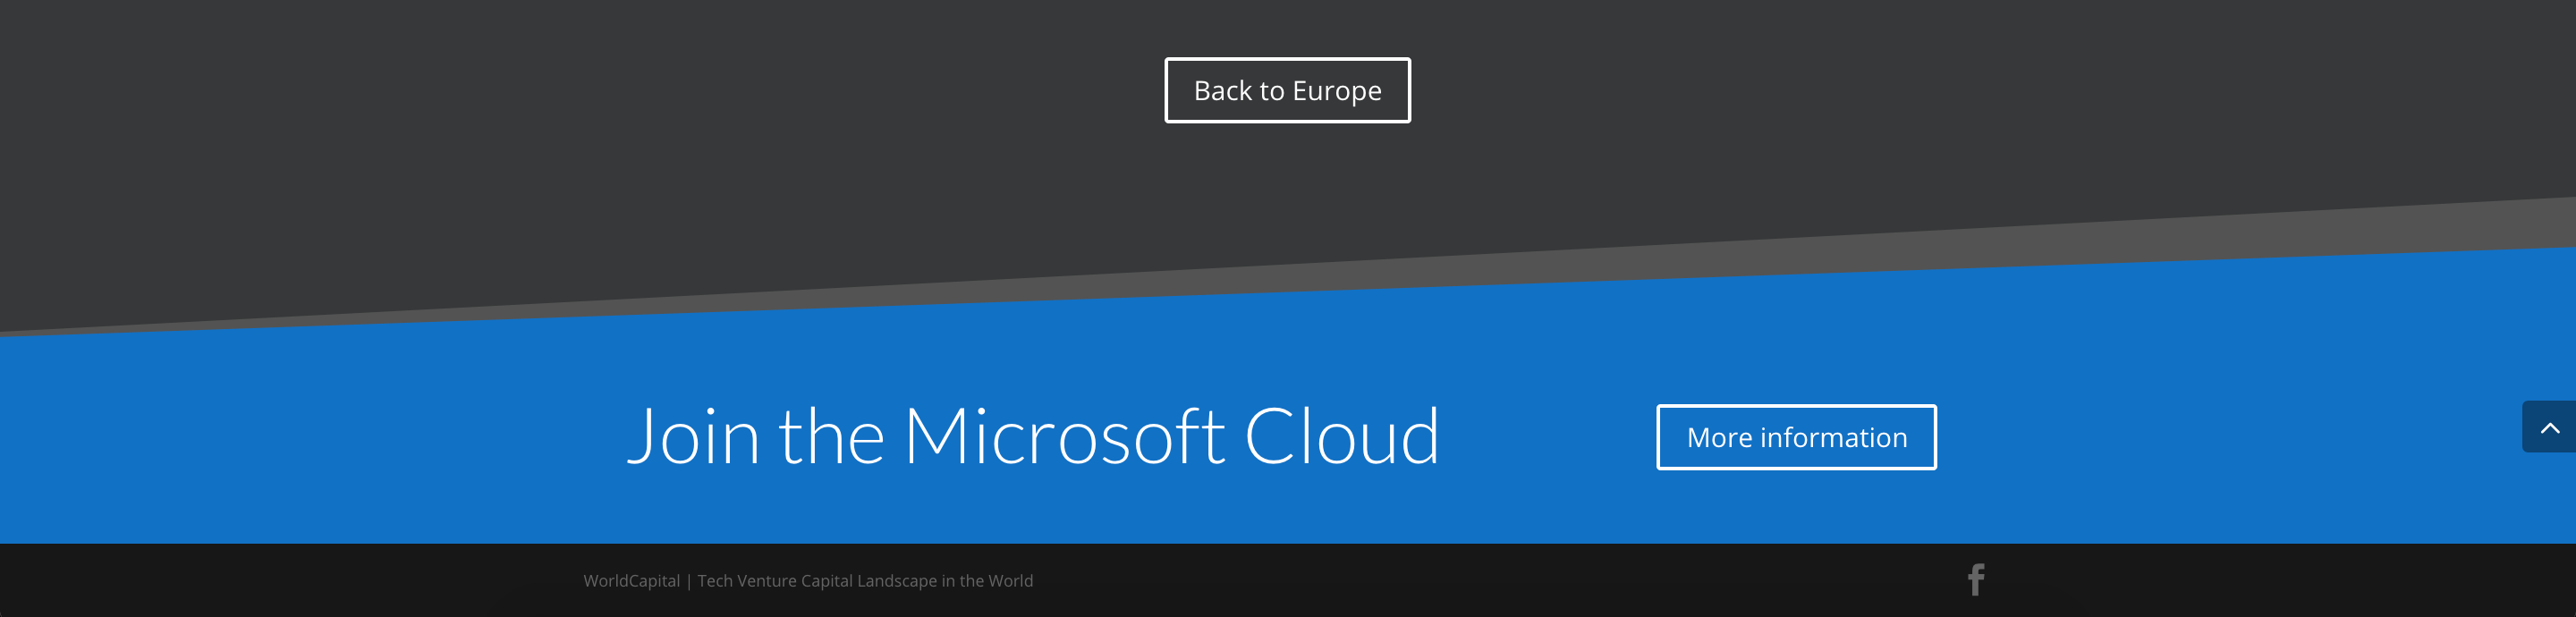 Back to Europe
Join the Microsoft Cloud
More information
WorldCapital | Tech Venture Capital Landscape in the World